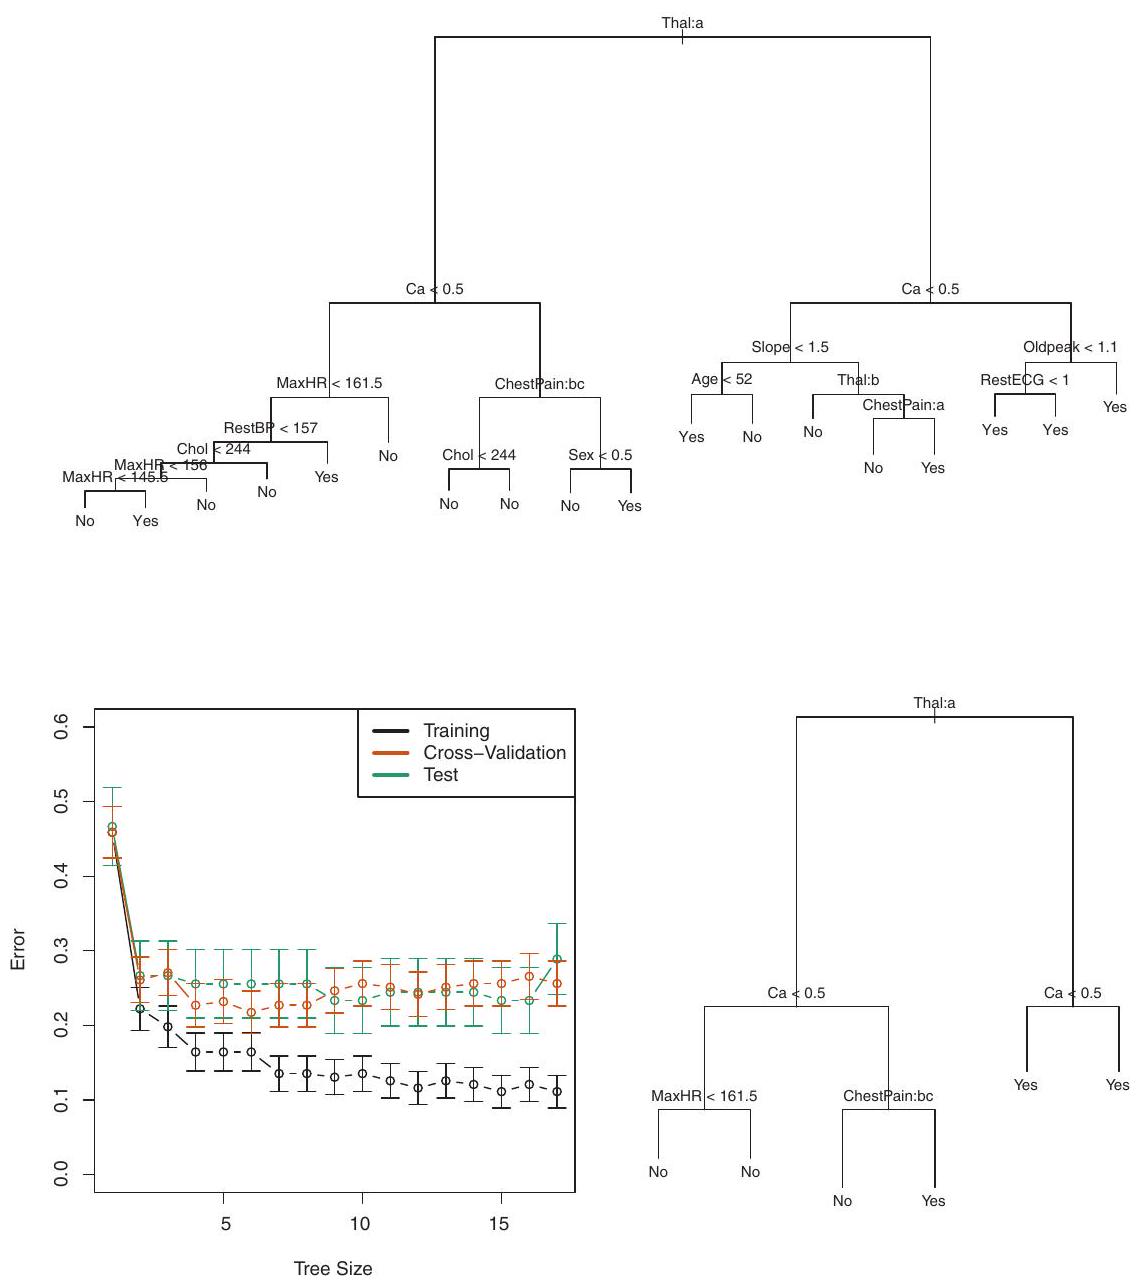 Thal:a
Ca < 0.5
Ca < 0.5
Slope < 1.5
Oldpeak < 1.1
MaxHR < 161.5
ChestPain:bc
Age < 52
Thal:b
RestECG < 1
ChestPain:a
Yes
RestBP < 157
Yes
No
No
Yes
Yes
Chol < 244
No
Chol < 244
Sex < 0.5
No
Yes
MaxHR < 156
MaxHR < 145.5
Yes
No
No
No
No
No
Yes
No
Yes
Thal:a
Training
Cross−Validation
Test
0.6
0.5
0.4
0.3
0.2
0.1
0.0
Error
5
10
15
Tree Size
Ca < 0.5
Ca < 0.5
Yes
Yes
MaxHR < 161.5
ChestPain:bc
No
No
No
Yes